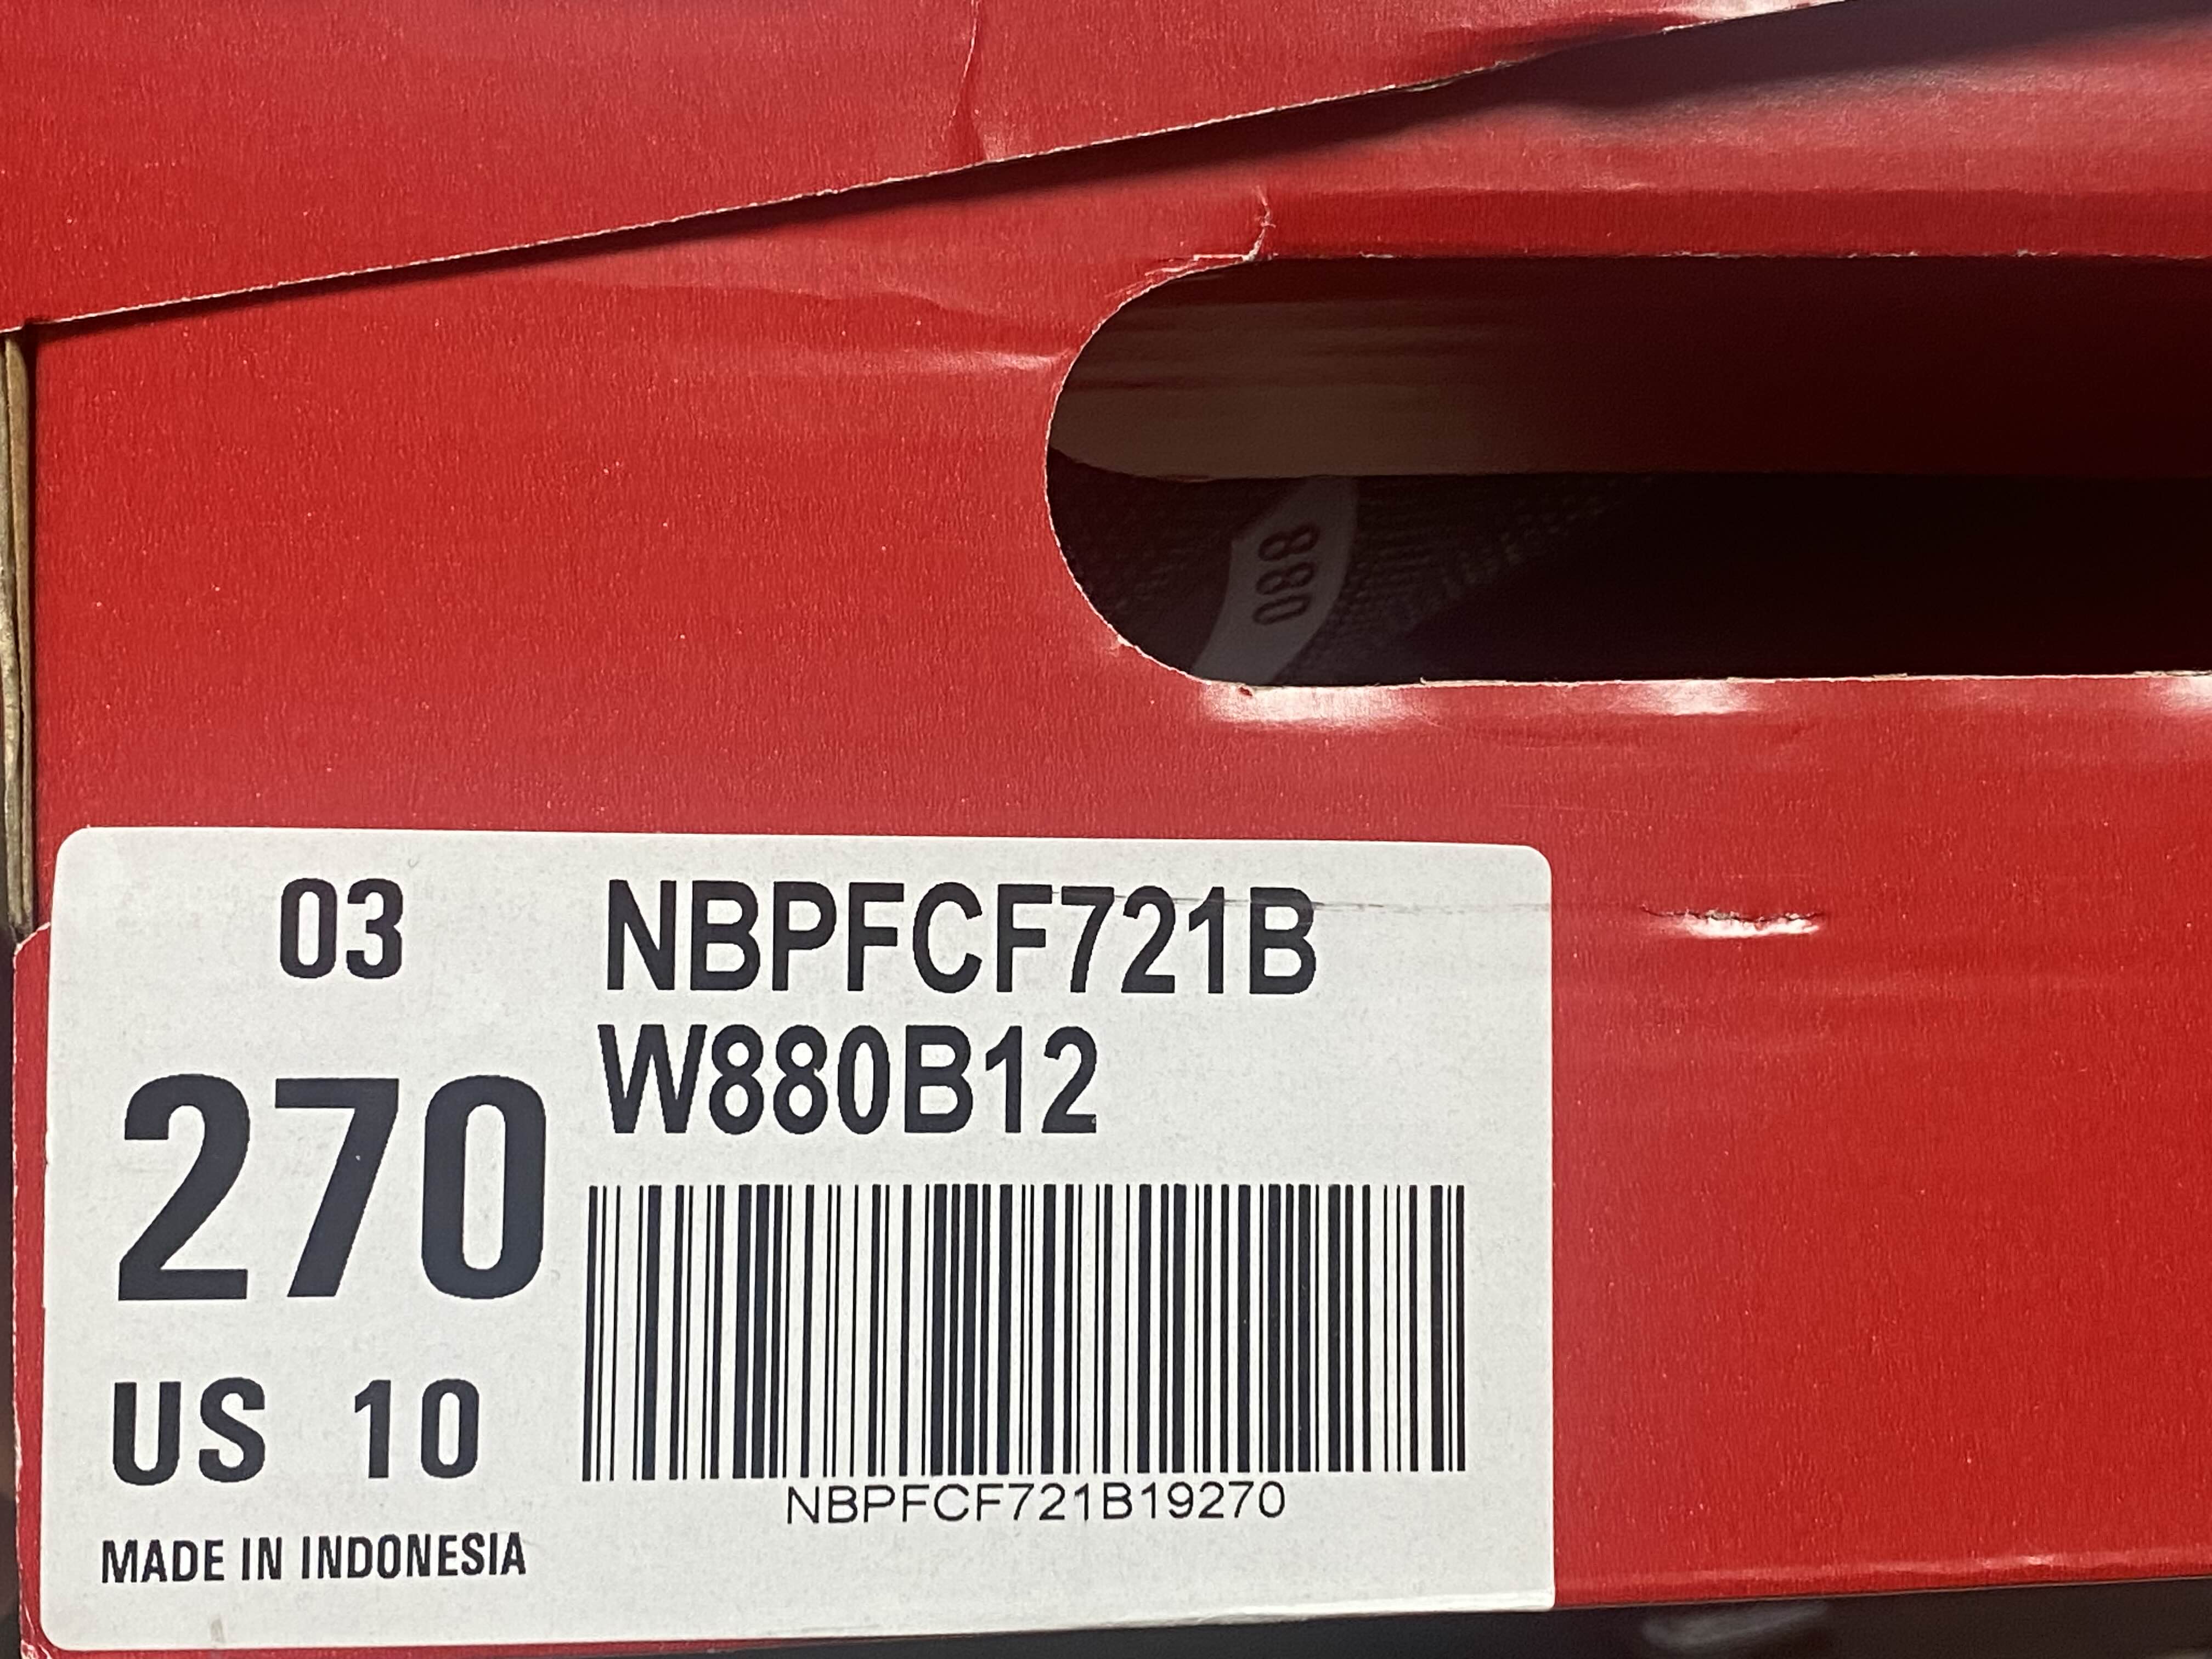 880
03
NBPFCF721B
W880B12
270
US 10
NBPFCF721B19270
MADE IN INDONESIA